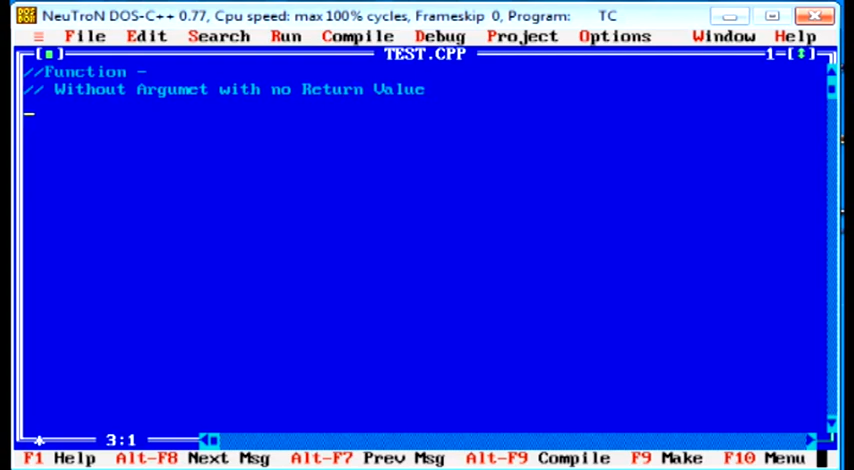 NeuTroN DOS-C++ 0.77, Cpu speed: max 100% cycles, Frameskip 0, Program: TC
≡ File Edit Search Run Compile Debug Project Options Window Help
[■] TEST.CPP 1=[↕]
//Function -
// Without Argumet with no Return Value
* 3:1
F1 Help Alt-F8 Next Msg Alt-F7 Prev Msg Alt-F9 Compile F9 Make F10 Menu